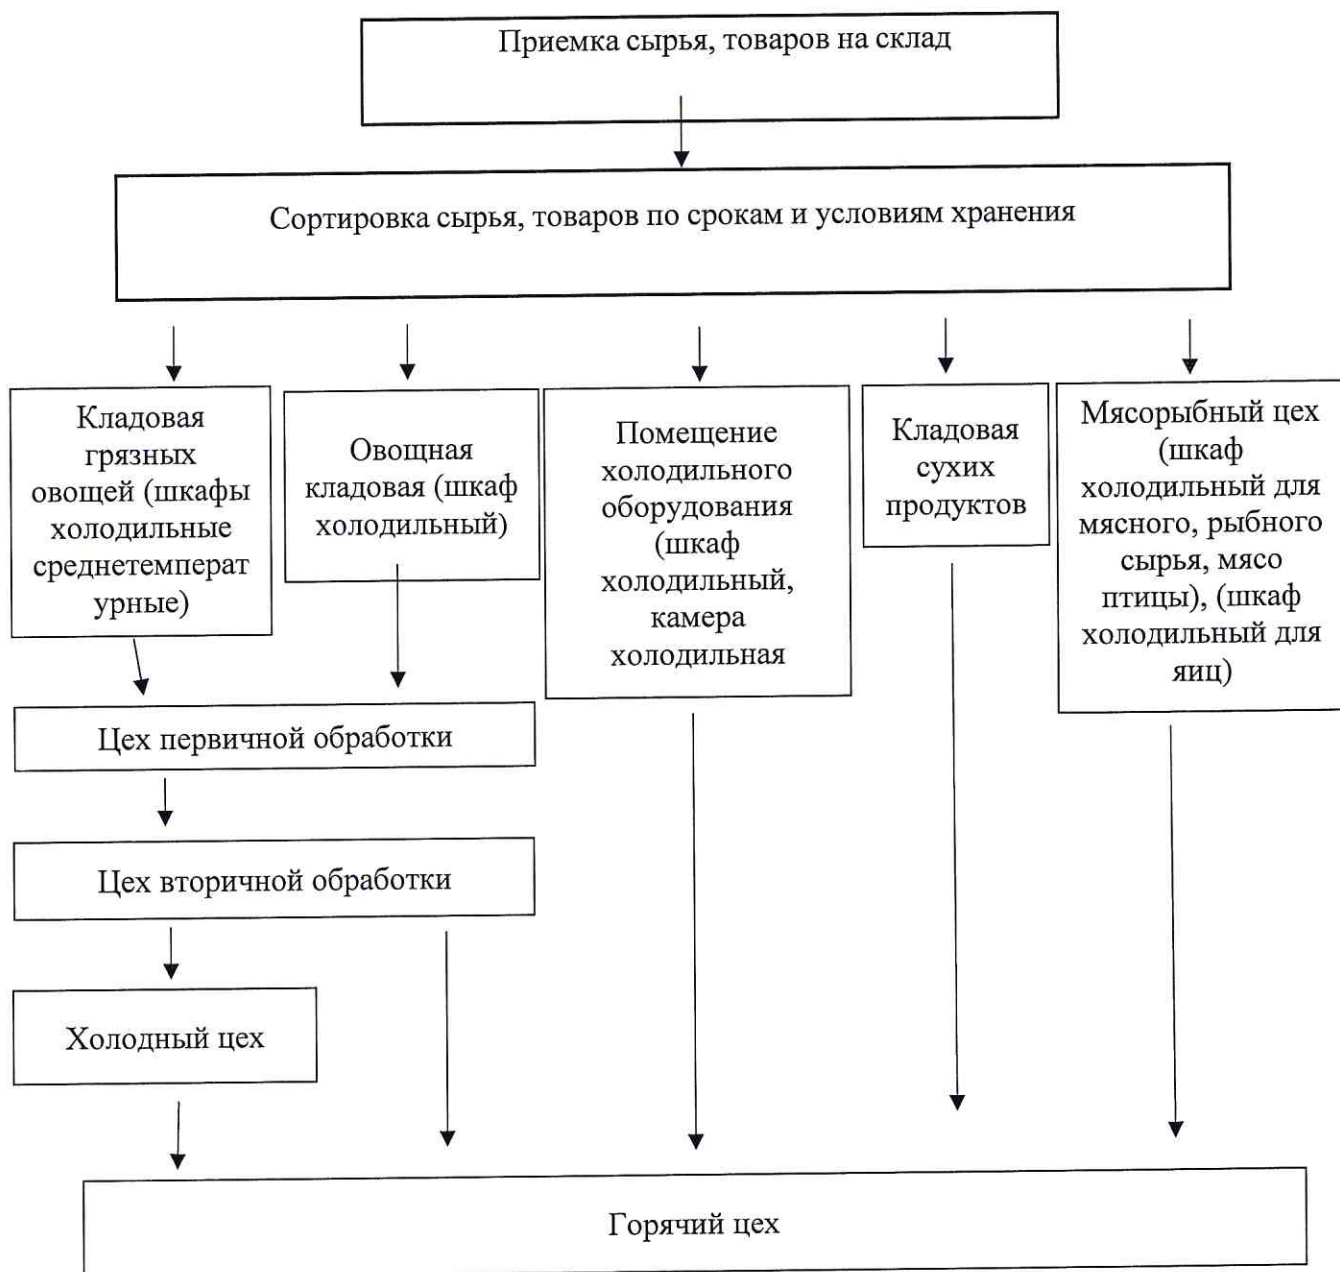 Приемка сырья, товаров на склад
Сортировка сырья, товаров по срокам и условиям хранения
Кладовая
грязных
овощей (шкафы
холодильные
среднетемперат
урные)
Овощная
кладовая (шкаф
холодильный)
Помещение
холодильного
оборудования
(шкаф
холодильный,
камера
холодильная
Кладовая
сухих
продуктов
Мясорыбный цех
(шкаф
холодильный для
мясного, рыбного
сырья, мясо
птицы), (шкаф
холодильный для
яиц)
Цех первичной обработки
Цех вторичной обработки
Холодный цех
Горячий цех